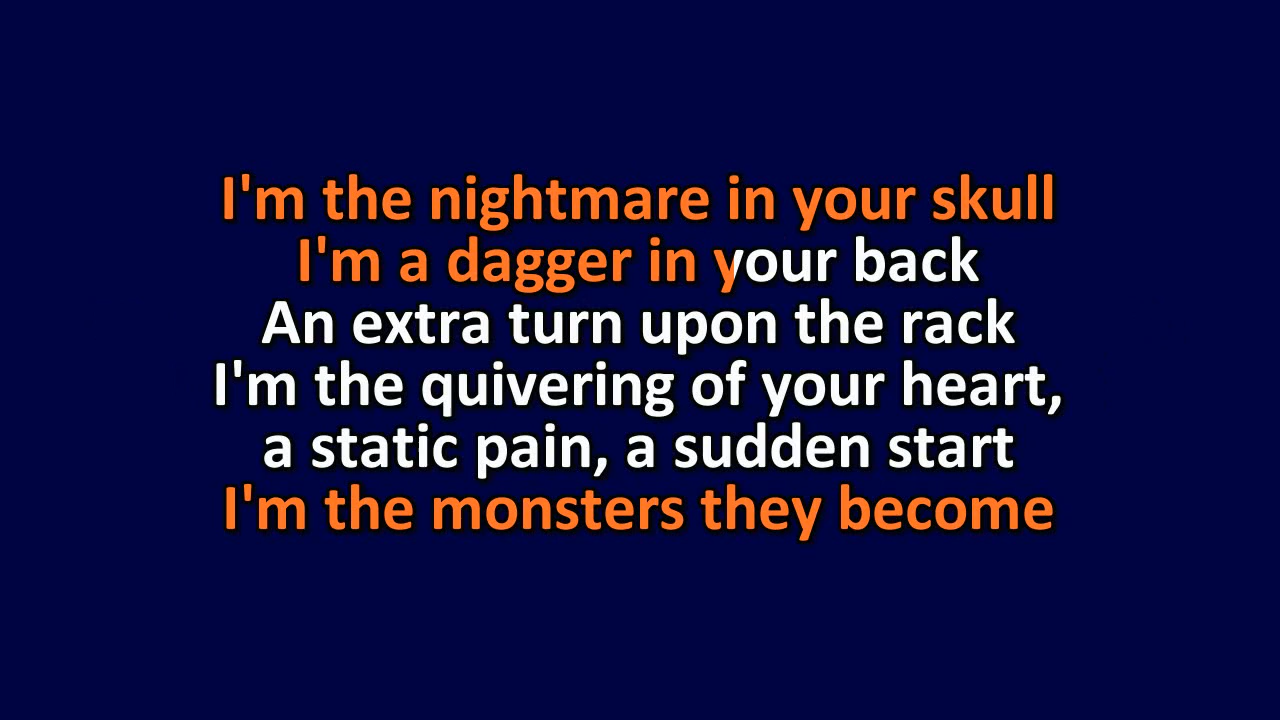 I'm the nightmare in your skull
I'm a dagger in your back
An extra turn upon the rack
I'm the quivering of your heart,
a static pain, a sudden start
I'm the monsters they become